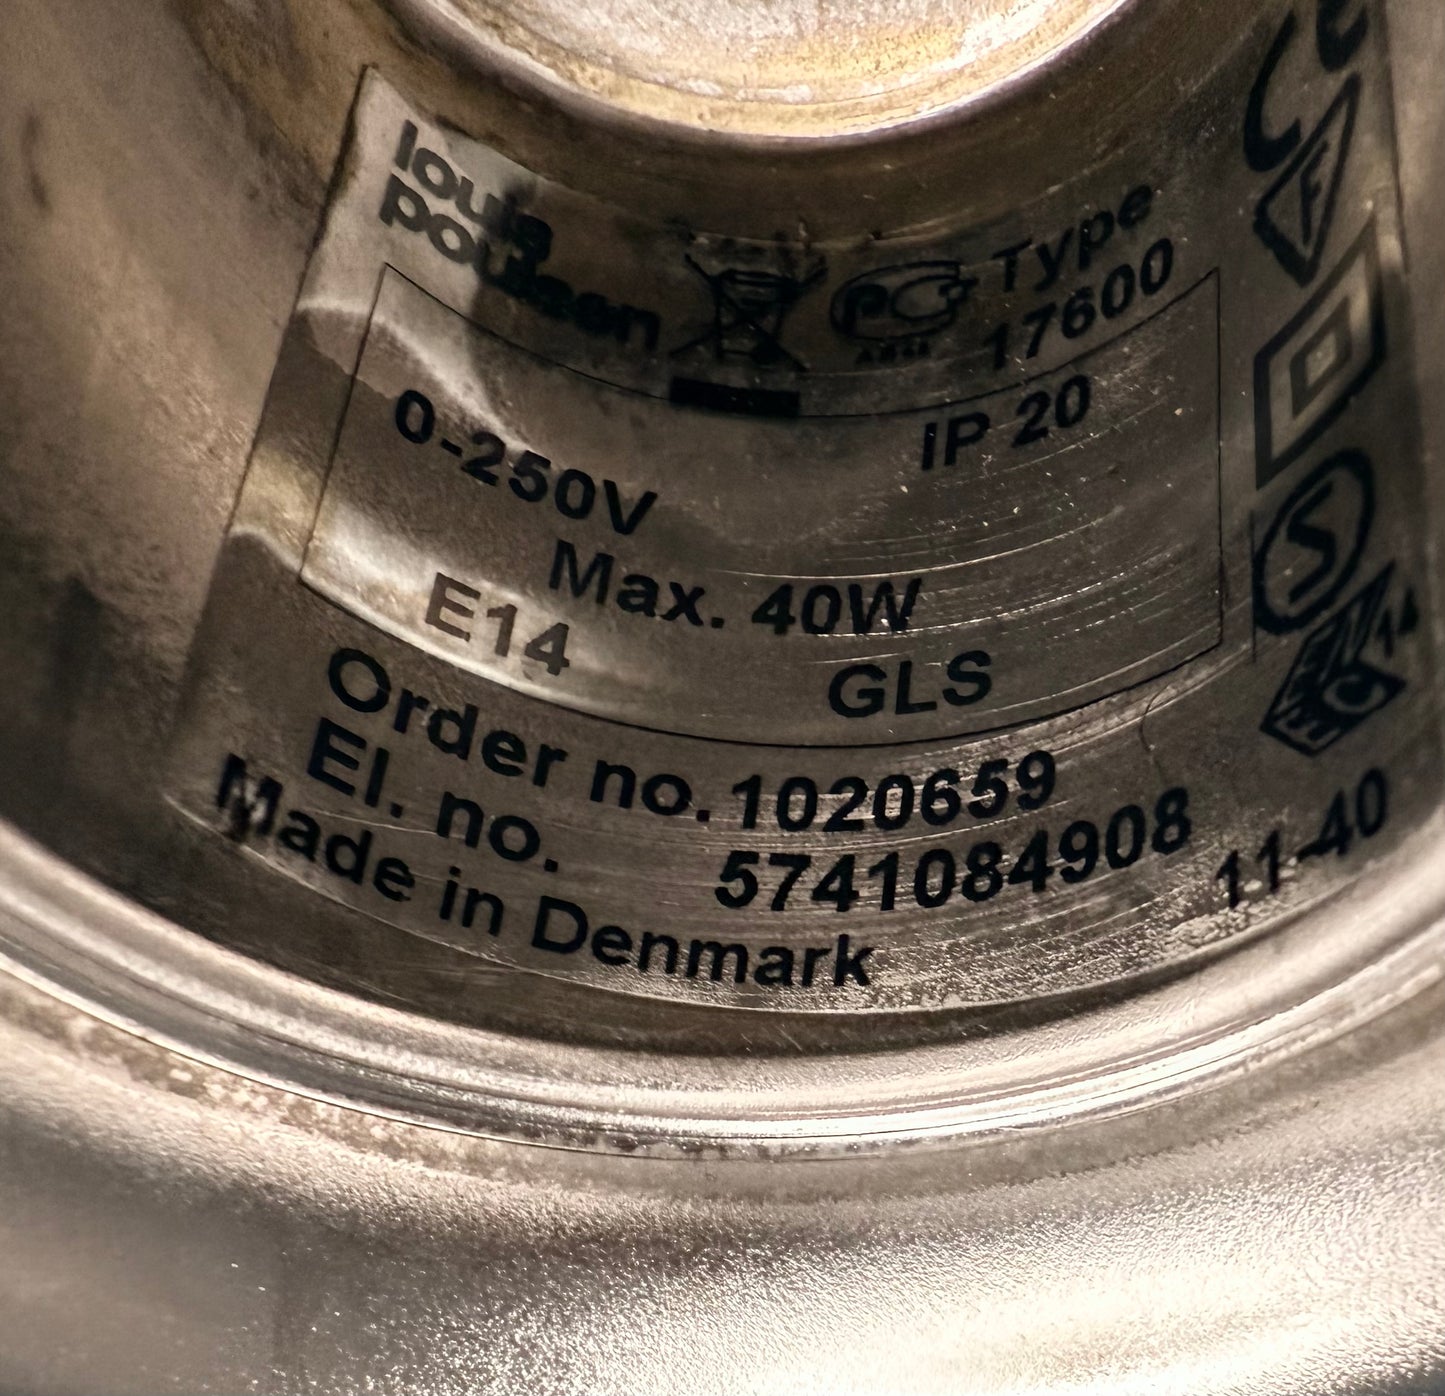 louis
poulsen
Type
17600
0-250V
IP 20
Max. 40W
E14
GLS
Order no. 1020659
El. no. 5741084908
Made in Denmark
11-40
CE
F
S